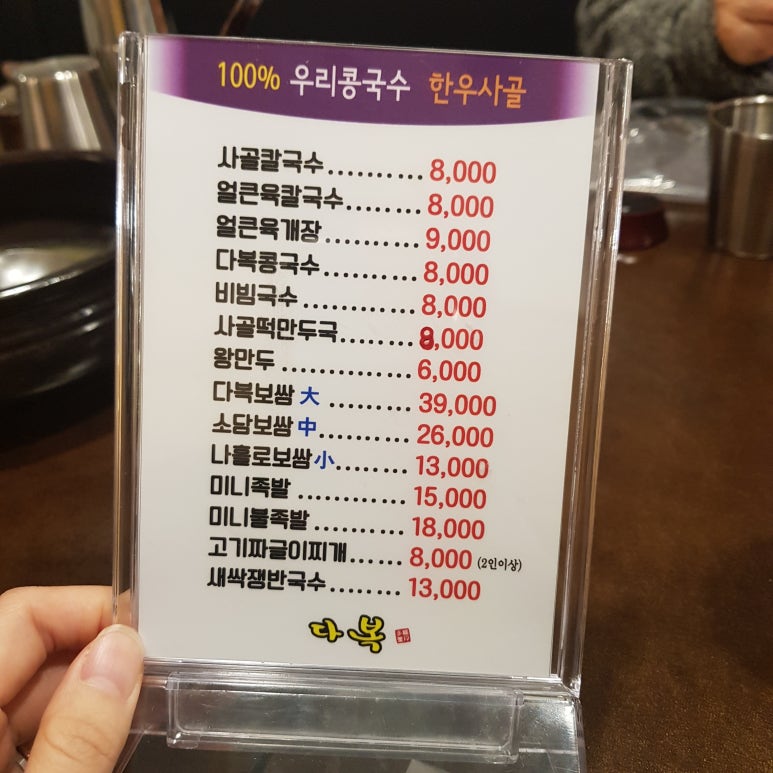 100% 우리콩국수 한우사골
사골칼국수.......... 8,000
얼큰육칼국수........ 8,000
얼큰육개장.......... 9,000
다복콩국수.......... 8,000
비빔국수............ 8,000
사골떡만두국........ ,000
왕만두.............. 6,000
다복보쌈 大 ......... 39,000
소담보쌈 中.......... 26,000
나홀로보쌈 小........ 13,000
미니족발 ........... 15,000
미니불족발.......... 18,000
고기짜글이찌개...... 8,000 (2인이상)
새싹쟁반국수........ 13,000
다복